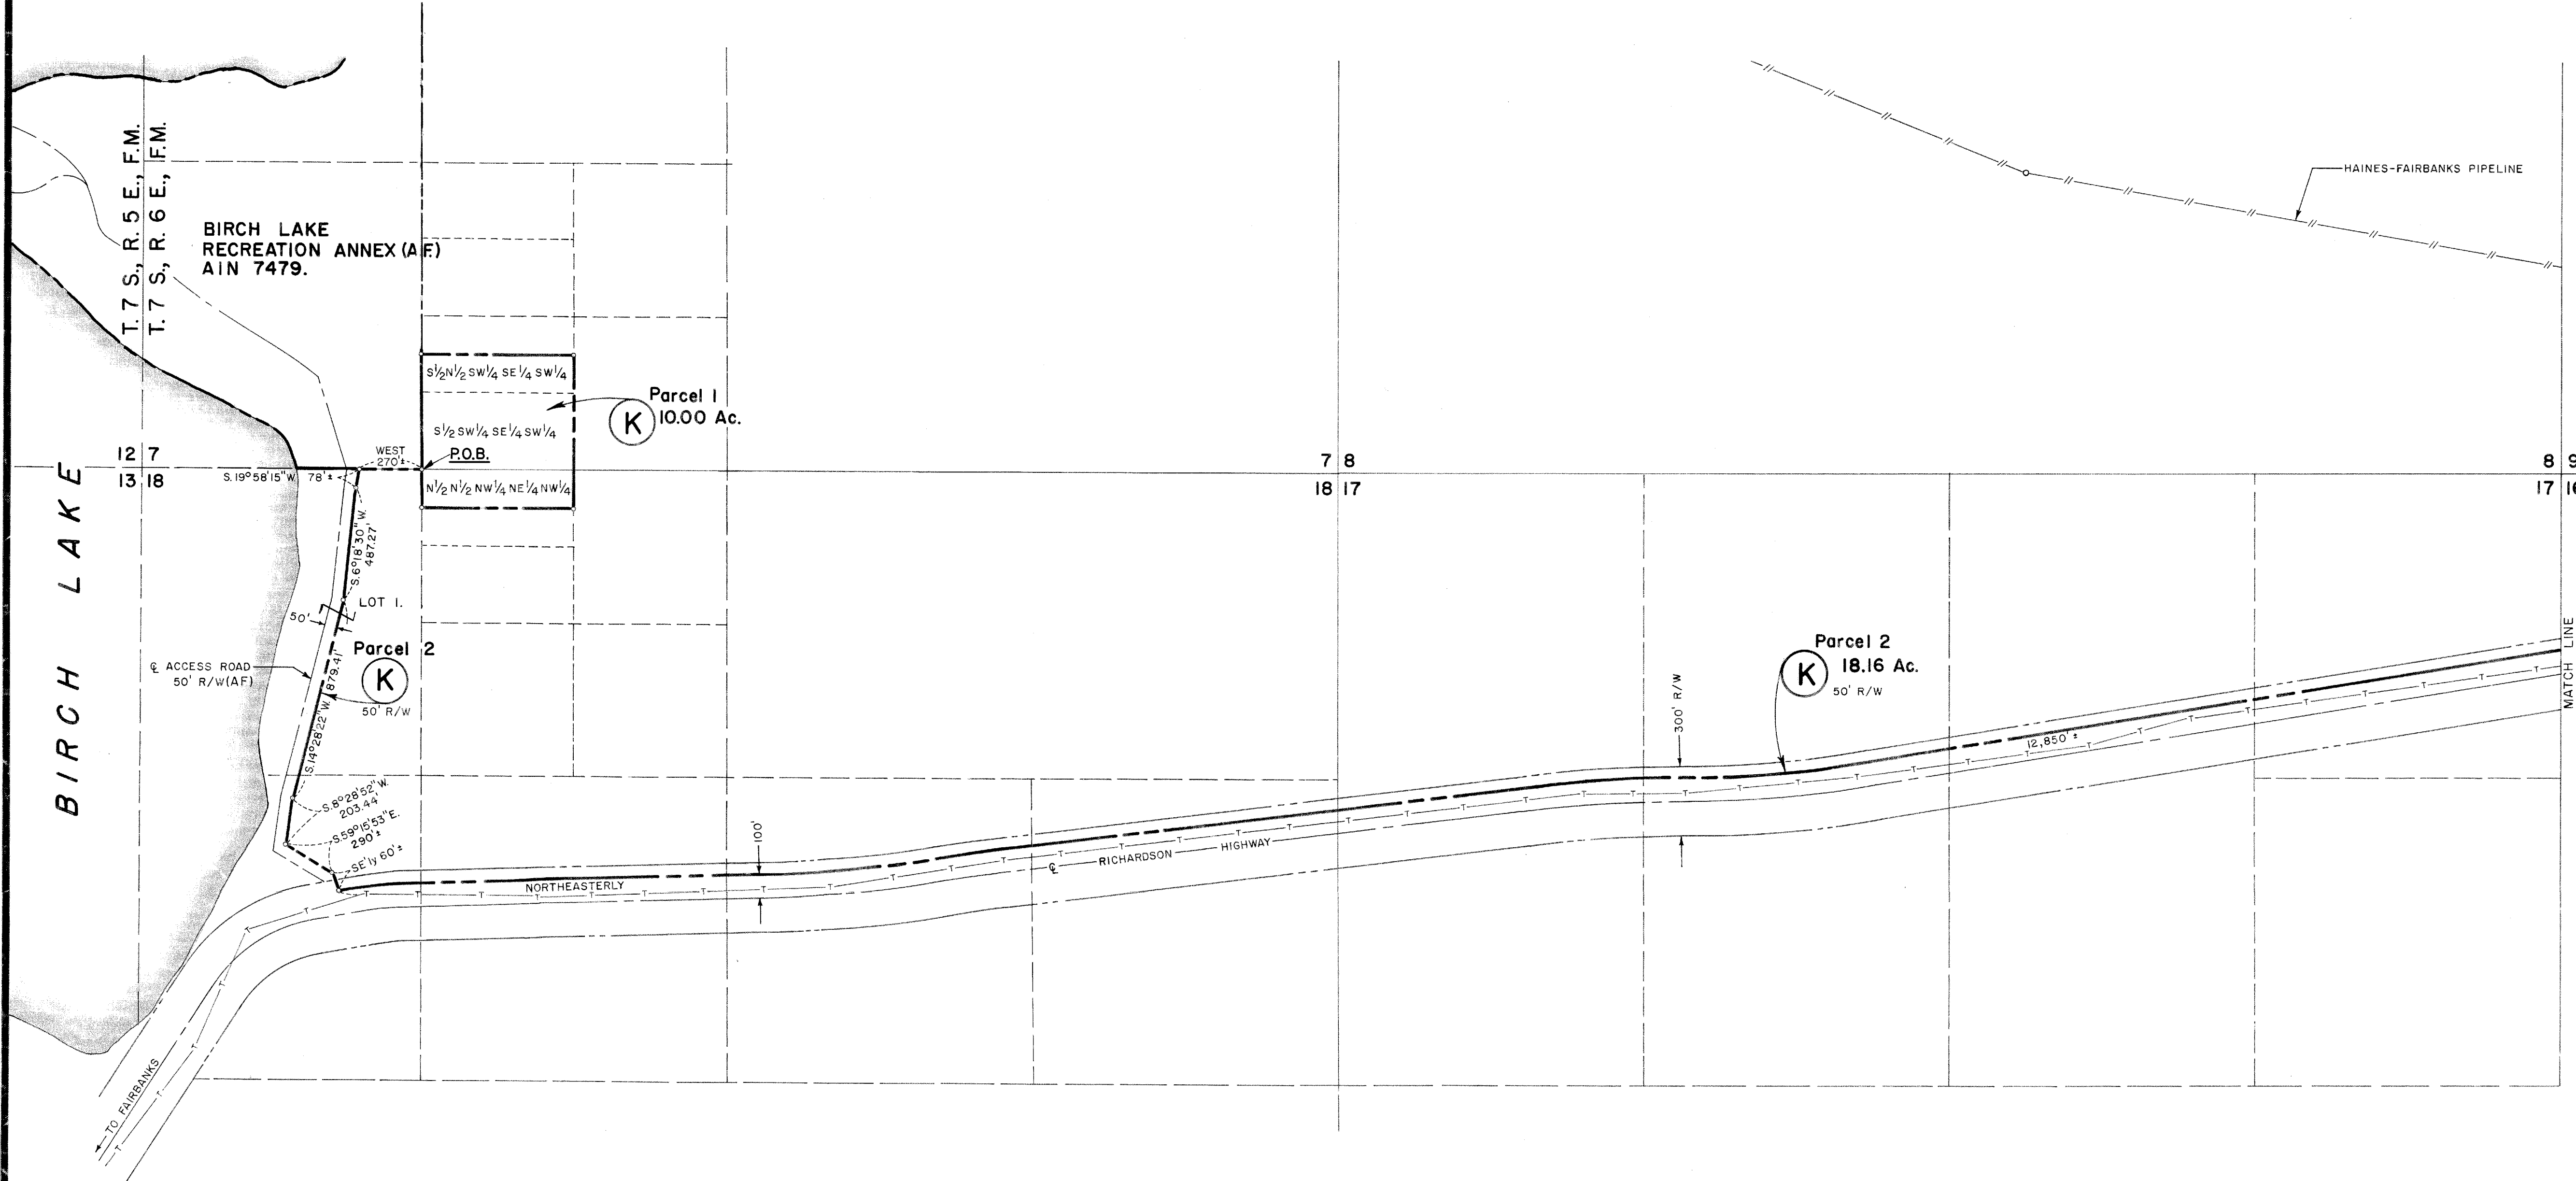 T. 7 S., R. 5 E., F.M.
T. 7 S., R. 6 E., F.M.
BIRCH LAKE
RECREATION ANNEX (A.F.)
AIN 7479.
HAINES-FAIRBANKS PIPELINE
S½N½ SW¼ SE¼ SW¼
S½ SW¼ SE¼ SW¼
Parcel 1
K 10.00 Ac.
WEST
270'±
P.O.B.
N½ N½ NW¼ NE¼ NW¼
12 7
13 18
7 8
18 17
8 9
17 16
S. 19°58'15" W. 78'±
S. 6°18'30" W.
487.27'
LOT 1.
50'
BIRCH LAKE
℄ ACCESS ROAD
50' R/W (AF)
Parcel 2
K
50' R/W
S. 14°28'22" W. 879.41'
S. 8°28'52" W.
203.44'
S. 59°15'53" E.
290'±
SE'ly 60'±
NORTHEASTERLY
100'
℄ RICHARDSON HIGHWAY
300' R/W
Parcel 2
K 18.16 Ac.
50' R/W
12,850'±
MATCH LINE
TO FAIRBANKS